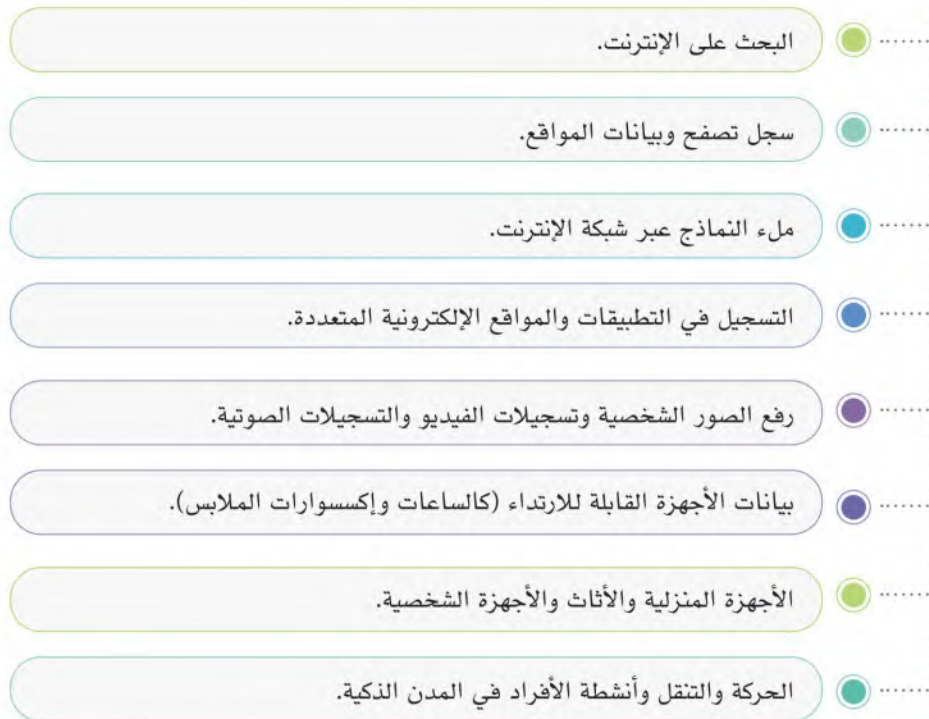 البحث على الإنترنت.
سجل تصفح وبيانات المواقع.
ملء النماذج عبر شبكة الإنترنت.
التسجيل في التطبيقات والمواقع الإلكترونية المتعددة.
رفع الصور الشخصية وتسجيلات الفيديو والتسجيلات الصوتية.
بيانات الأجهزة القابلة للارتداء (كالساعات وإكسسوارات الملابس).
الأجهزة المنزلية والأثاث والأجهزة الشخصية.
الحركة والتنقل وأنشطة الأفراد في المدن الذكية.